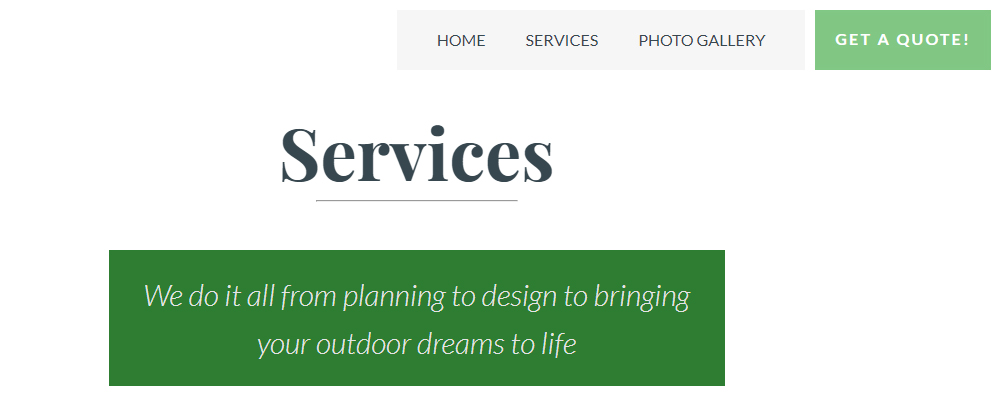 HOME SERVICES PHOTO GALLERY GET A QUOTE!
Services
We do it all from planning to design to bringing
your outdoor dreams to life